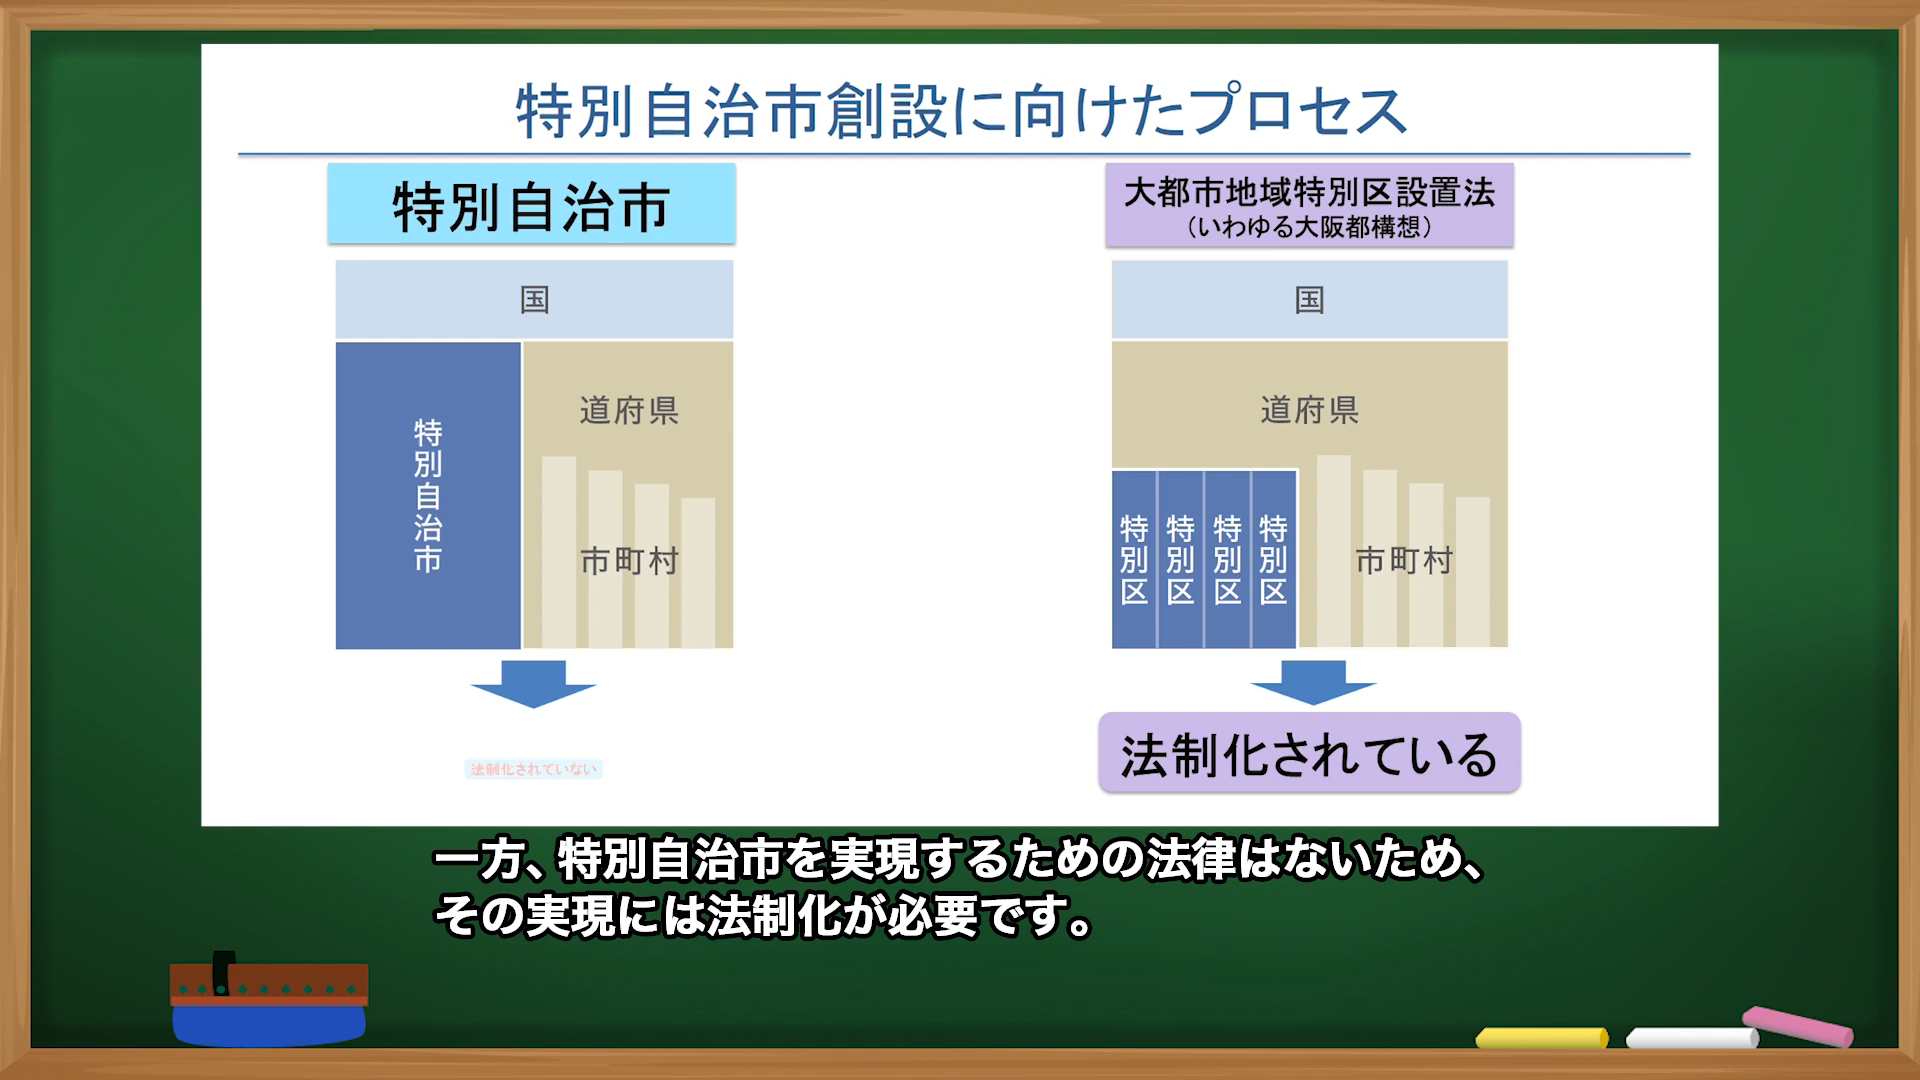 特別自治市創設に向けたプロセス
特別自治市
国
特別自治市
道府県
市町村
法制化されていない
大都市地域特別区設置法
（いわゆる大阪都構想）
国
道府県
特別区
特別区
特別区
特別区
市町村
法制化されている
一方、特別自治市を実現するための法律はないため、
その実現には法制化が必要です。